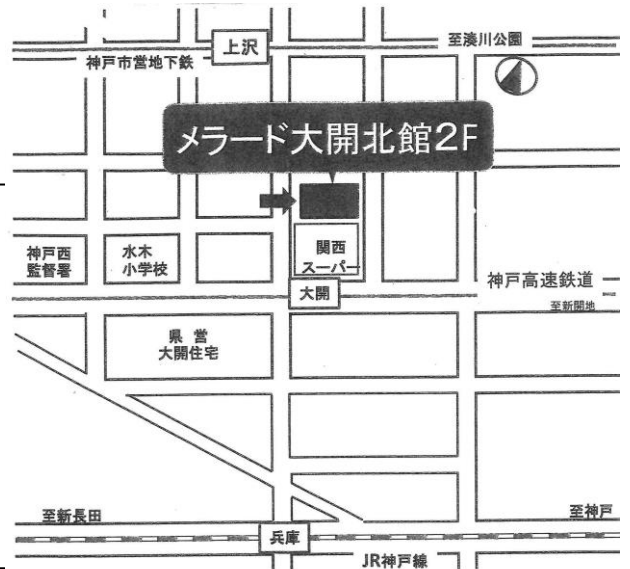 上沢
至湊川公園
神戸市営地下鉄
メラード大開北館2F
関西
スーパー
神戸西
監督署
水木
小学校
大開
神戸高速鉄道
至新開地
県営
大開住宅
至新長田
兵庫
至神戸
JR神戸線